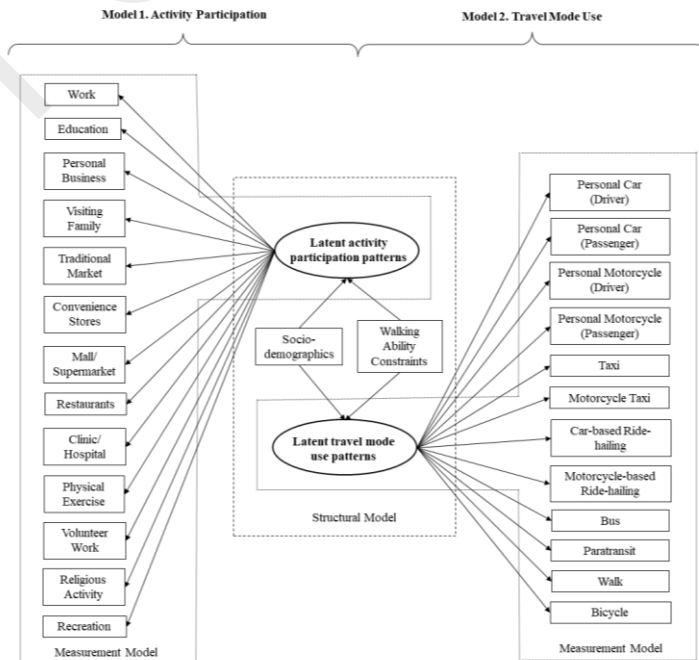 Model 1. Activity Participation
Model 2. Travel Mode Use
Work
Education
Personal
Business
Visiting
Family
Traditional
Market
Convenience
Stores
Mall/
Supermarket
Restaurants
Clinic/
Hospital
Physical
Exercise
Volunteer
Work
Religious
Activity
Recreation
Measurement Model
Latent activity
participation patterns
Socio-
demographics
Walking
Ability
Constraints
Latent travel mode
use patterns
Structural Model
Personal Car
(Driver)
Personal Car
(Passenger)
Personal Motorcycle
(Driver)
Personal Motorcycle
(Passenger)
Taxi
Motorcycle Taxi
Car-based Ride-
hailing
Motorcycle-based
Ride-hailing
Bus
Paratransit
Walk
Bicycle
Measurement Model